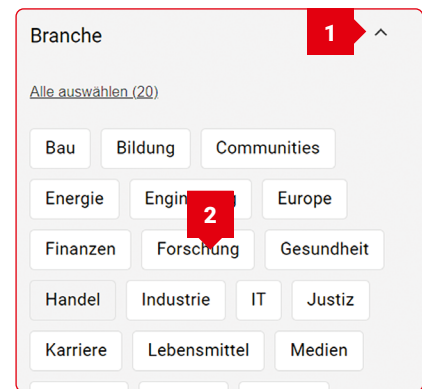 Branche 1
Alle auswählen (20)
Bau Bildung Communities
Energie Europe
2
Finanzen Forschung Gesundheit
Handel Industrie IT Justiz
Karriere Lebensmittel Medien